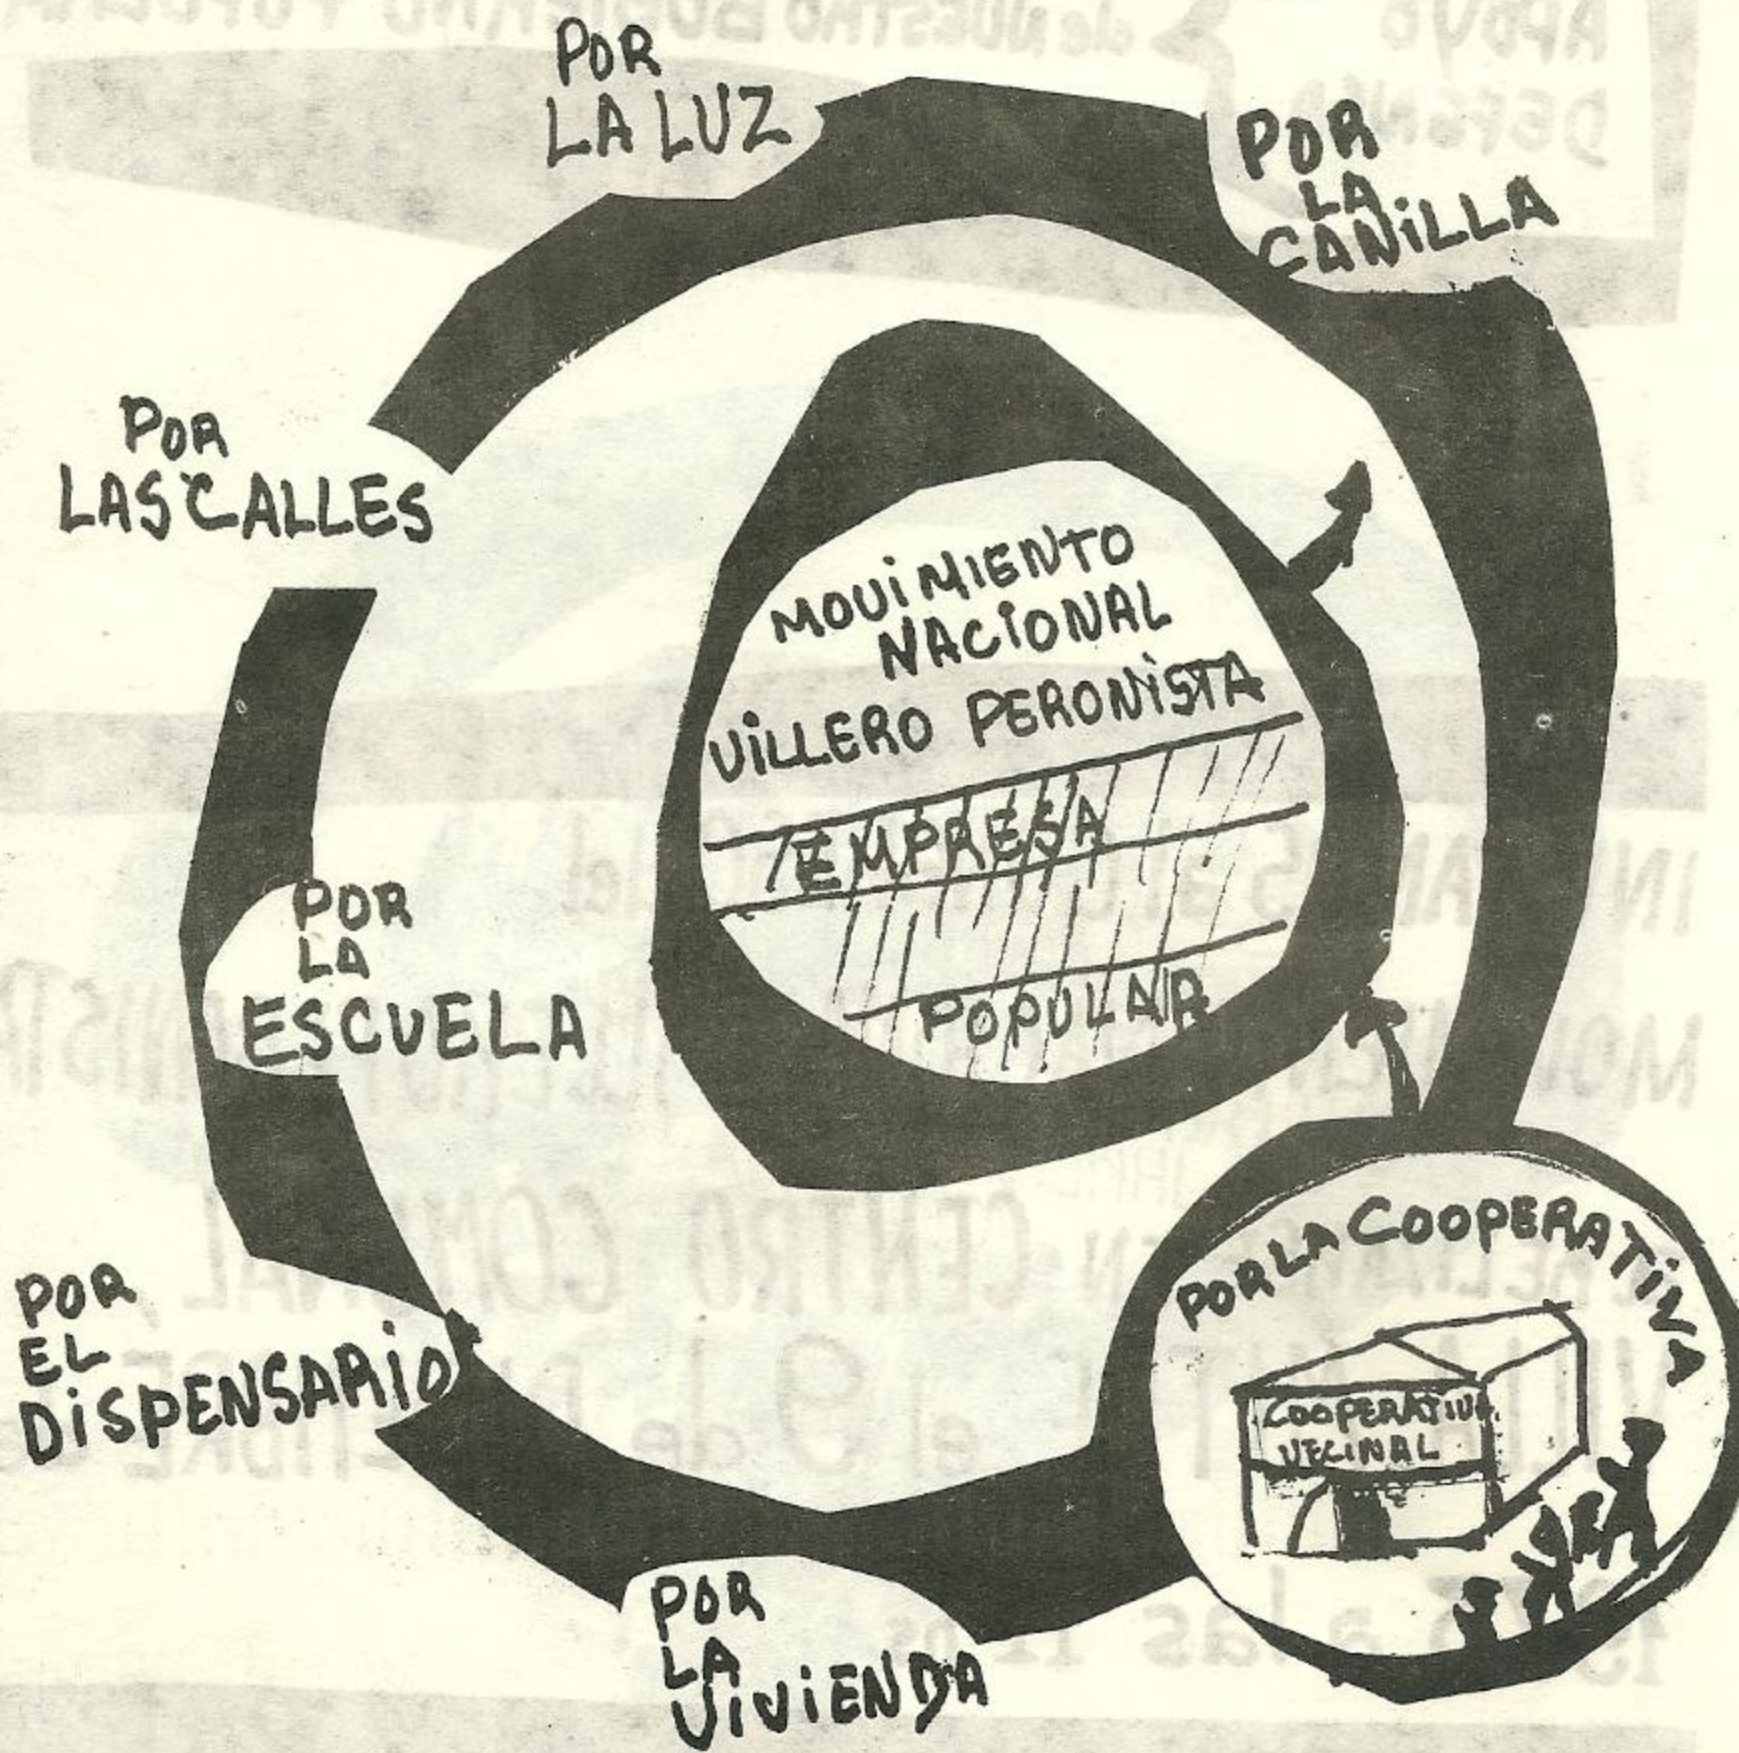 POR
LA LUZ
POR
LA
CANiLLA
POR
LAS CALLES
MOViMiENTO
NACiONAL
ViLLERO PERONiSTA
EMPRESA
POPULAR
POR
LA
ESCUELA
POR
EL
DiSPENSARiO
POR
LA
ViViENDA
POR LA COOPERATiVA
COOPERATiVA
VECiNAL